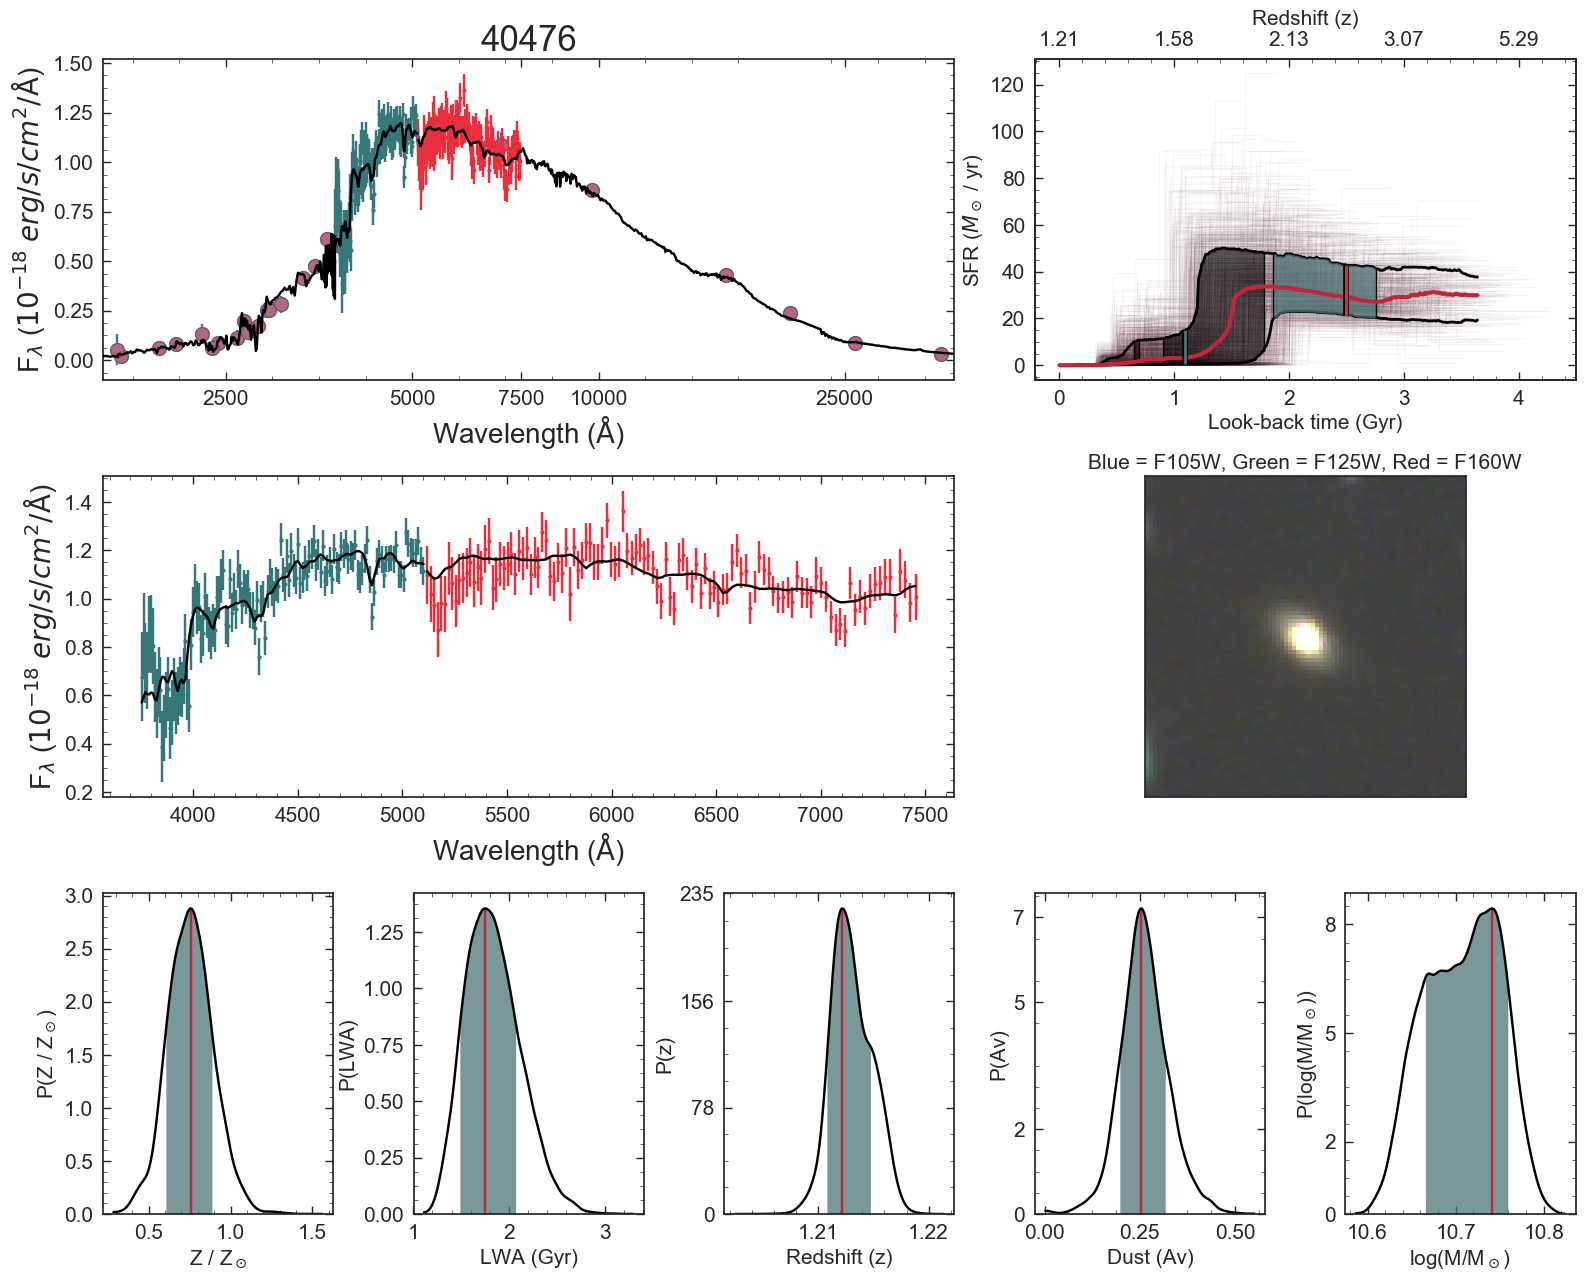 40476
F_λ (10^−18 erg/s/cm^2/Å)
1.50
1.25
1.00
0.75
0.50
0.25
0.00
2500 5000 7500 10000 25000
Wavelength (Å)
Redshift (z)
1.21 1.58 2.13 3.07 5.29
SFR (M_⊙ / yr)
120
100
80
60
40
20
0
0 1 2 3 4
Look-back time (Gyr)
F_λ (10^−18 erg/s/cm^2/Å)
1.4
1.2
1.0
0.8
0.6
0.4
0.2
4000 4500 5000 5500 6000 6500 7000 7500
Wavelength (Å)
Blue = F105W, Green = F125W, Red = F160W
P(Z / Z_⊙)
3.0
2.5
2.0
1.5
1.0
0.5
0.0
0.5 1.0 1.5
Z / Z_⊙
P(LWA)
1.25
1.00
0.75
0.50
0.25
0.00
1 2 3
LWA (Gyr)
P(z)
235
156
78
0
1.21 1.22
Redshift (z)
P(Av)
7
5
2
0
0.00 0.25 0.50
Dust (Av)
P(log(M/M_⊙))
8
5
2
0
10.6 10.7 10.8
log(M/M_⊙)